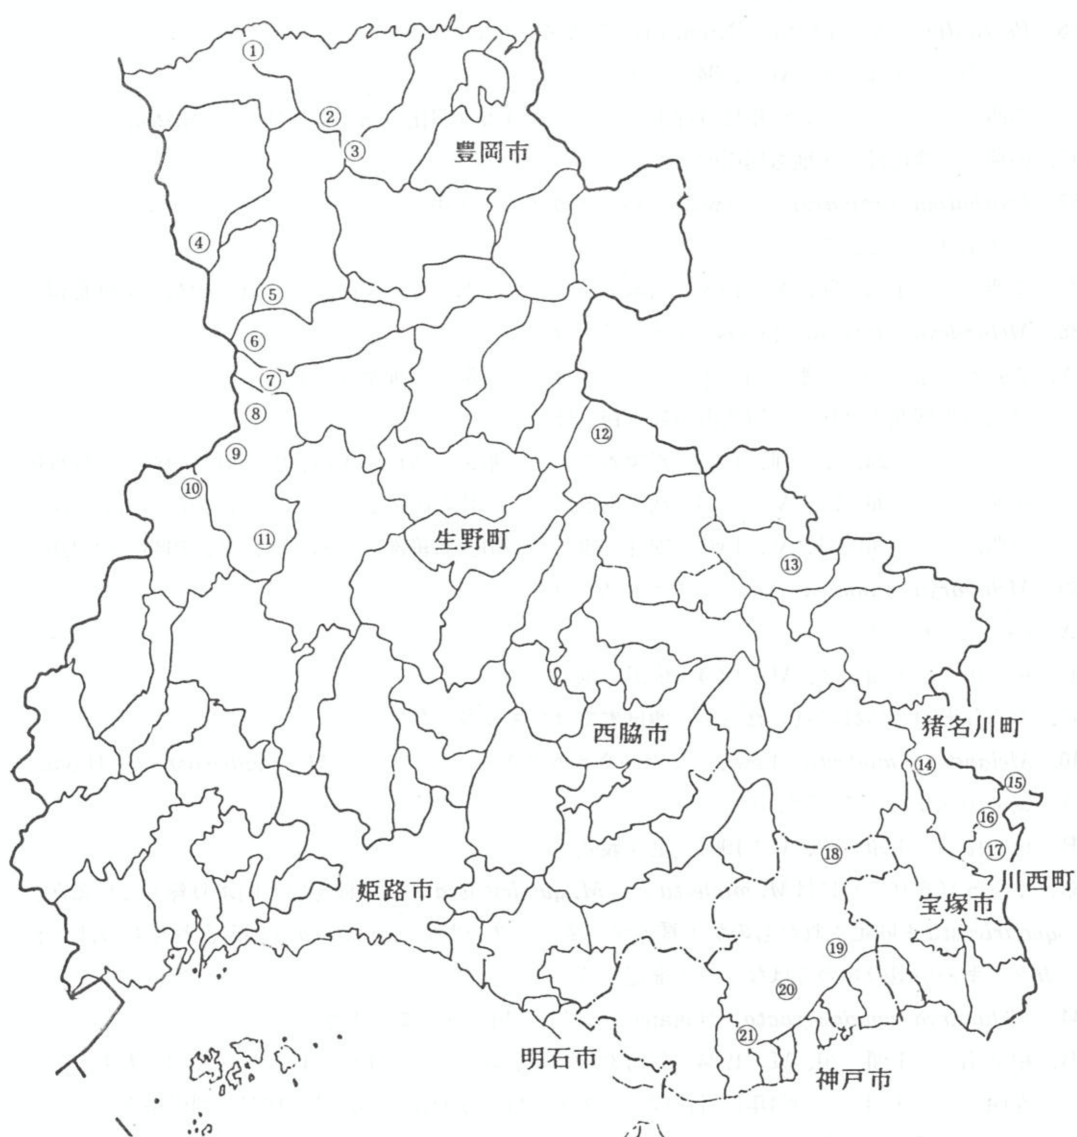 ①
②
③
豊岡市
④
⑤
⑥
⑦
⑧
⑨
⑩
⑪
⑫
生野町
⑬
西脇市
猪名川町
⑭
⑮
⑯
⑰
⑱
川西町
姫路市
宝塚市
⑲
⑳
㉑
明石市
神戸市